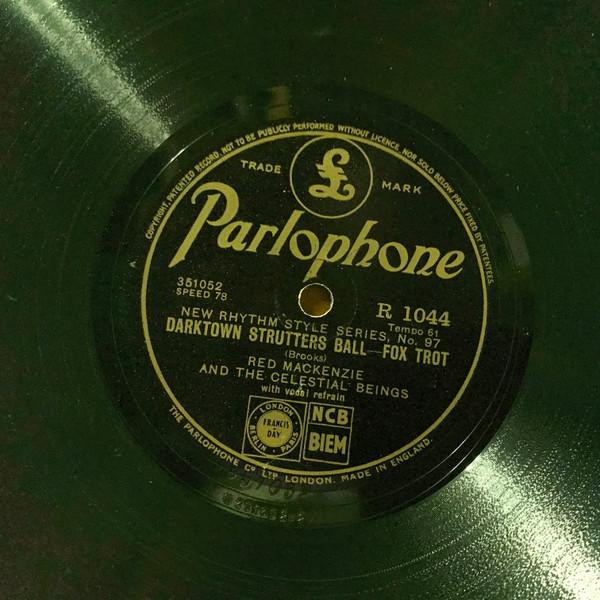 COPYRIGHT, PATENTED RECORD, NOT TO BE PUBLICLY PERFORMED WITHOUT LICENCE, NOR SOLD BELOW PRICE FIXED BY PATENTEES.
TRADE £ MARK
Parlophone
351052
SPEED 78
R 1044
Tempo 61
NEW RHYTHM STYLE SERIES, No. 97
DARKTOWN STRUTTERS BALL—FOX TROT
(Brooks)
RED MACKENZIE
AND THE CELESTIAL BEINGS
with vocal refrain
LONDON
FRANCIS
DAY
BERLIN · PARIS
NCB
BIEM
THE PARLOPHONE CO LTD LONDON. MADE IN ENGLAND.